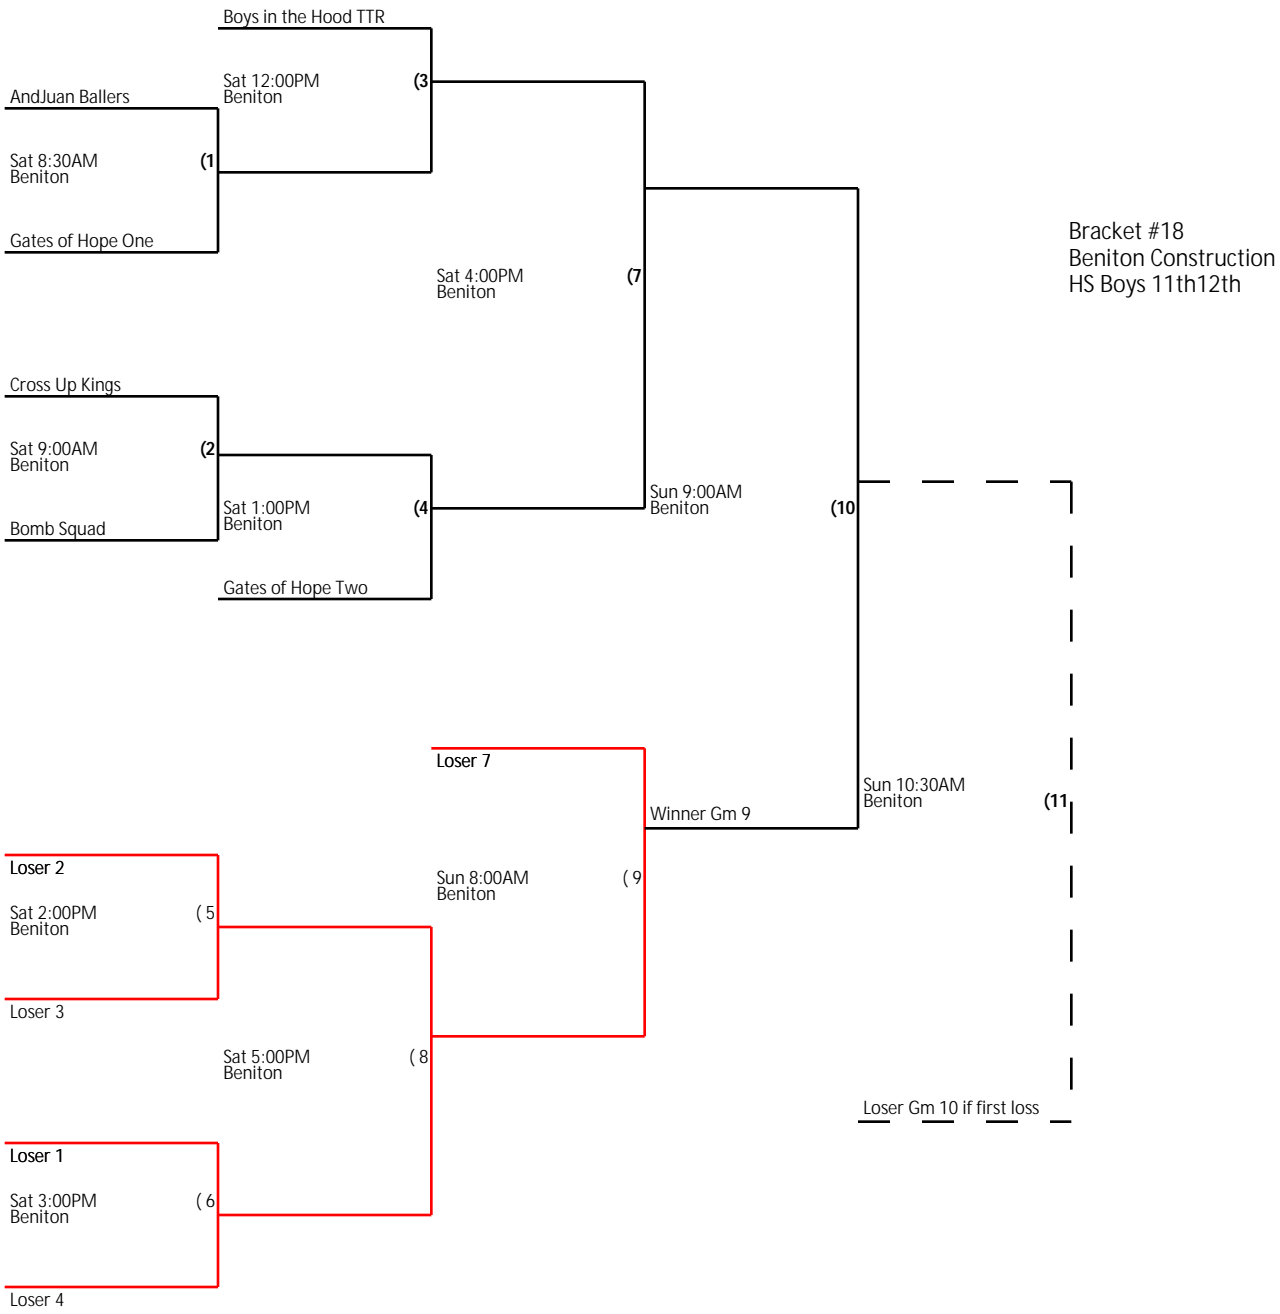 Boys in the Hood TTR
Sat 12:00PM
Beniton
(3
AndJuan Ballers
Sat 8:30AM
Beniton
(1
Gates of Hope One
Bracket #18
Beniton Construction
HS Boys 11th12th
Sat 4:00PM
Beniton
(7
Cross Up Kings
Sat 9:00AM
Beniton
(2
Sat 1:00PM
Beniton
(4
Sun 9:00AM
Beniton
(10
Bomb Squad
Gates of Hope Two
Loser 7
Sun 10:30AM
Beniton
(11
Winner Gm 9
Loser 2
Sat 2:00PM
Beniton
( 5
Sun 8:00AM
Beniton
( 9
Loser 3
Sat 5:00PM
Beniton
( 8
Loser Gm 10 if first loss
Loser 1
Sat 3:00PM
Beniton
( 6
Loser 4